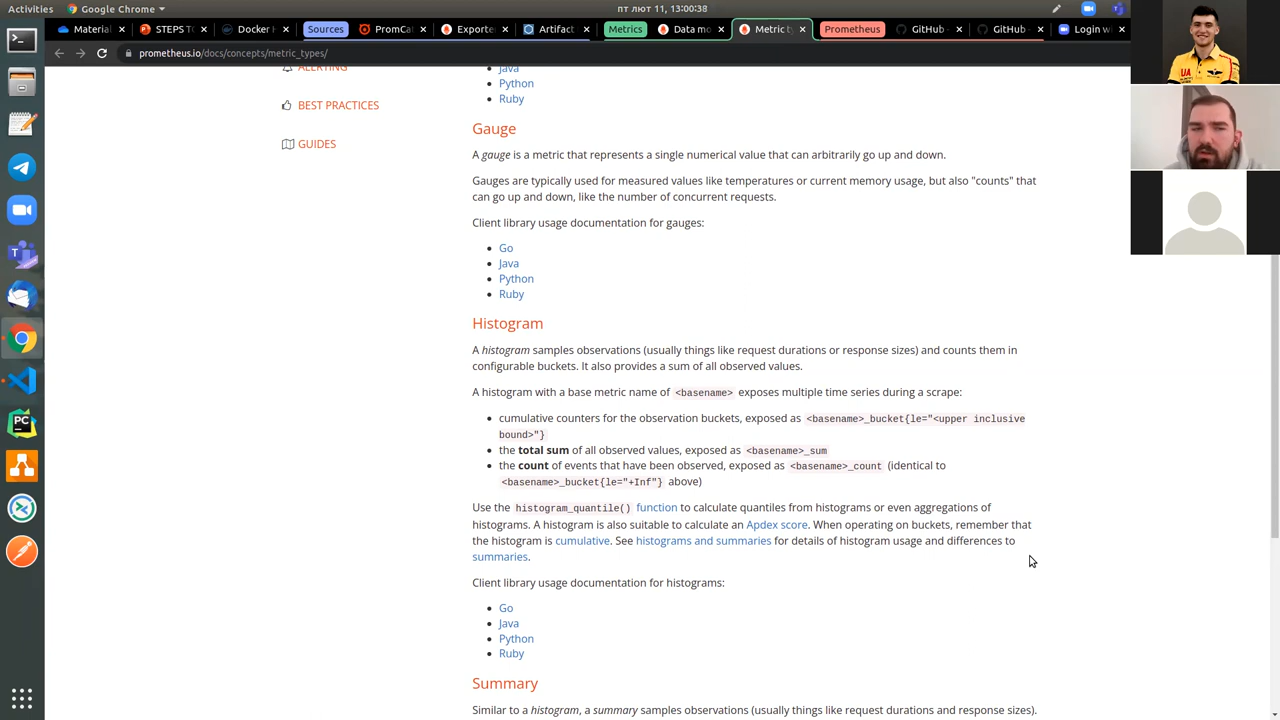 Activities
Google Chrome
пт лют 11, 13:00:38
Material
STEPS T
Docker H
Sources
PromCa
Exporte
Artifact
Metrics
Data mo
Metric t
Prometheus
GitHub
GitHub
Login w
prometheus.io/docs/concepts/metric_types/
UA
ALERTING
BEST PRACTICES
GUIDES
Java
Python
Ruby
Gauge
A gauge is a metric that represents a single numerical value that can arbitrarily go up and down.
Gauges are typically used for measured values like temperatures or current memory usage, but also "counts" that
can go up and down, like the number of concurrent requests.
Client library usage documentation for gauges:
Go
Java
Python
Ruby
Histogram
A histogram samples observations (usually things like request durations or response sizes) and counts them in
configurable buckets. It also provides a sum of all observed values.
A histogram with a base metric name of <basename> exposes multiple time series during a scrape:
cumulative counters for the observation buckets, exposed as <basename>_bucket{le="<upper inclusive
bound>"}
the total sum of all observed values, exposed as <basename>_sum
the count of events that have been observed, exposed as <basename>_count (identical to
<basename>_bucket{le="+Inf"} above)
Use the histogram_quantile() function to calculate quantiles from histograms or even aggregations of
histograms. A histogram is also suitable to calculate an Apdex score. When operating on buckets, remember that
the histogram is cumulative. See histograms and summaries for details of histogram usage and differences to
summaries.
Client library usage documentation for histograms:
Go
Java
Python
Ruby
Summary
Similar to a histogram, a summary samples observations (usually things like request durations and response sizes).